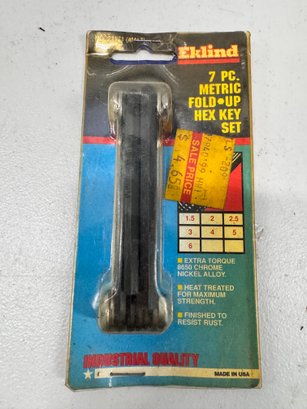 Eklind
7 PC.
METRIC
FOLD•UP
HEX KEY
SET
SALE PRICE
$ 4.65
1.5 2 2.5
3 4 5
6
EXTRA TORQUE
8650 CHROME
NICKEL ALLOY.
HEAT TREATED
FOR MAXIMUM
STRENGTH.
FINISHED TO
RESIST RUST.
INDUSTRIAL QUALITY
MADE IN USA